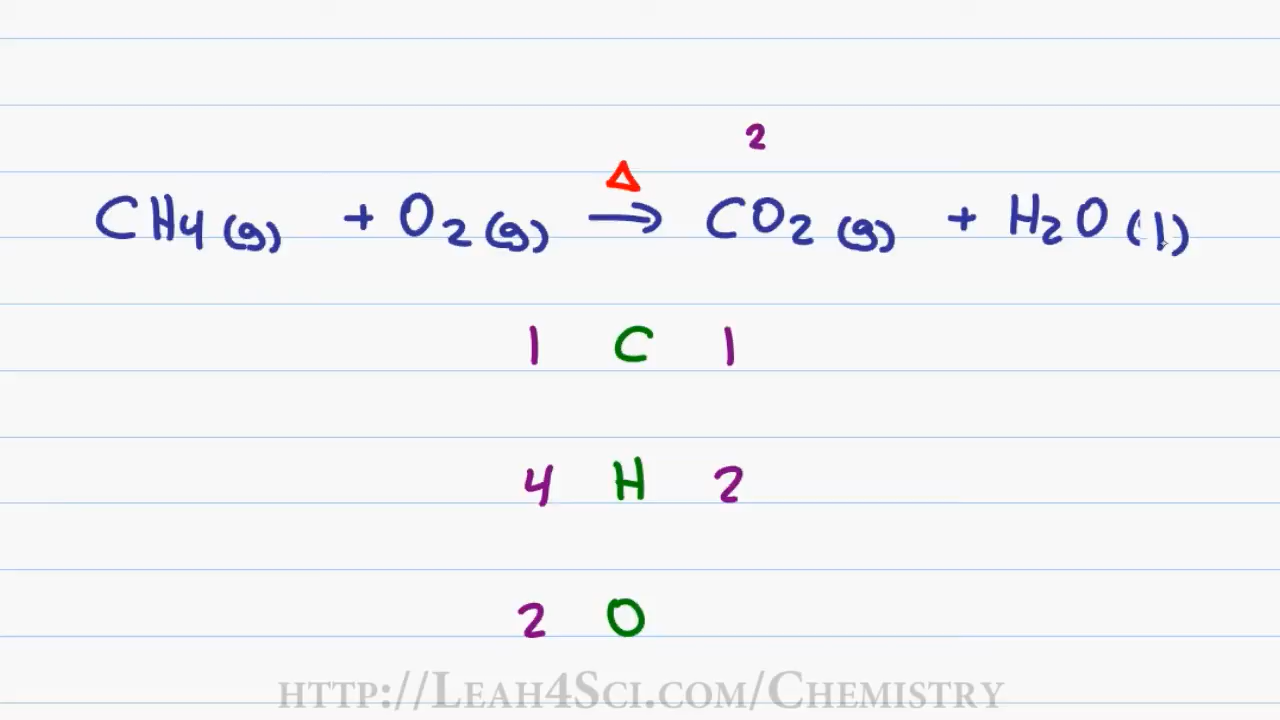 2
Δ
CH4(g) + O2(g) → CO2(g) + H2O(l)
1 C 1
4 H 2
2 O
HTTP://LEAH4SCI.COM/CHEMISTRY